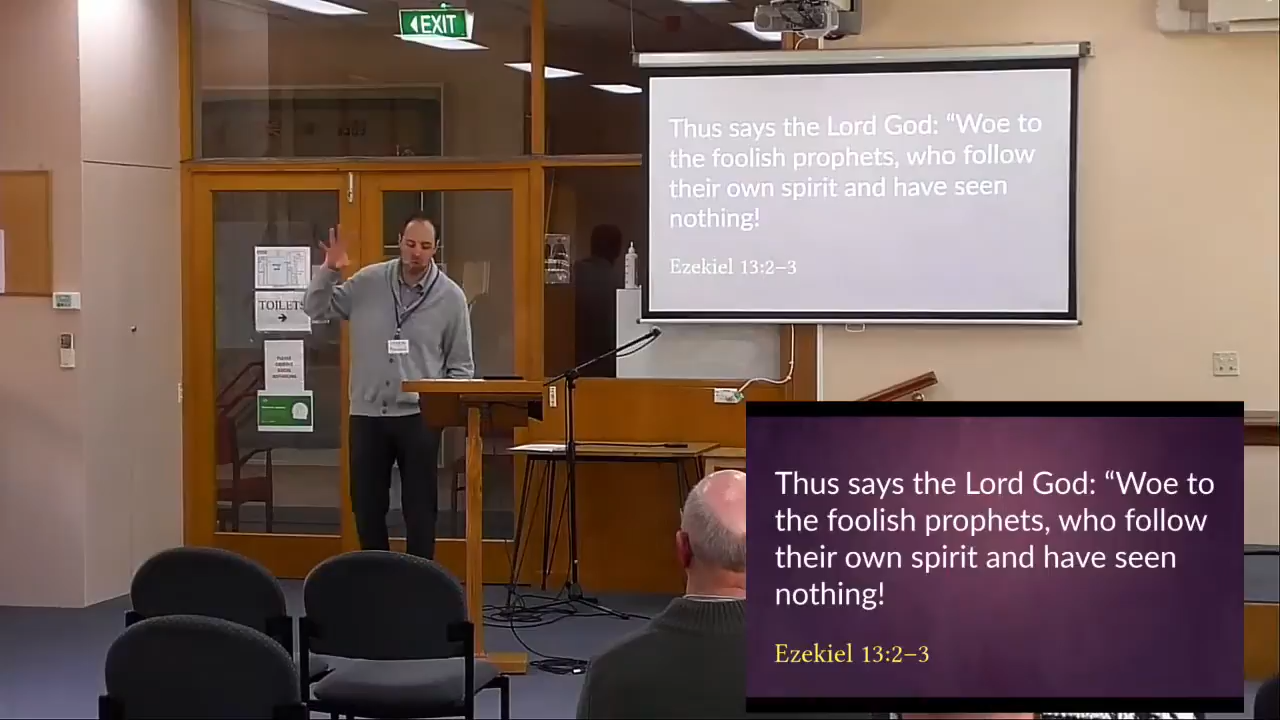 EXIT
Thus says the Lord God: “Woe to
the foolish prophets, who follow
their own spirit and have seen
nothing!
Ezekiel 13:2–3
TOILETS
Thus says the Lord God: “Woe to
the foolish prophets, who follow
their own spirit and have seen
nothing!
Ezekiel 13:2–3